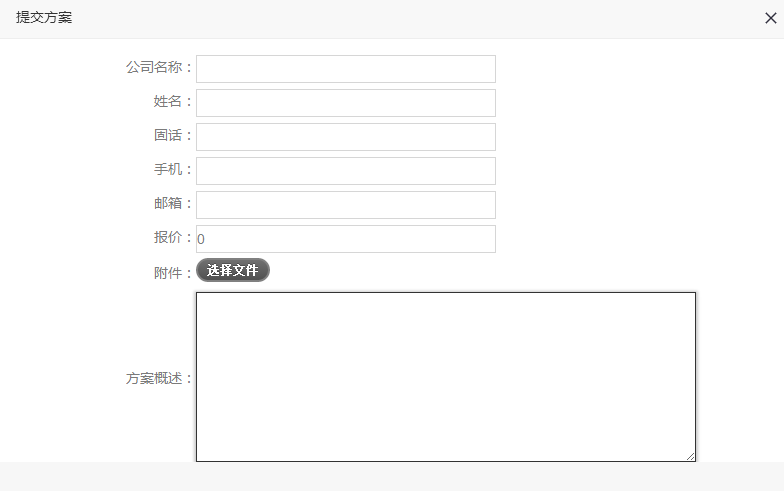 提交方案
公司名称：
姓名：
固话：
手机：
邮箱：
报价：0
附件：选择文件
方案概述：